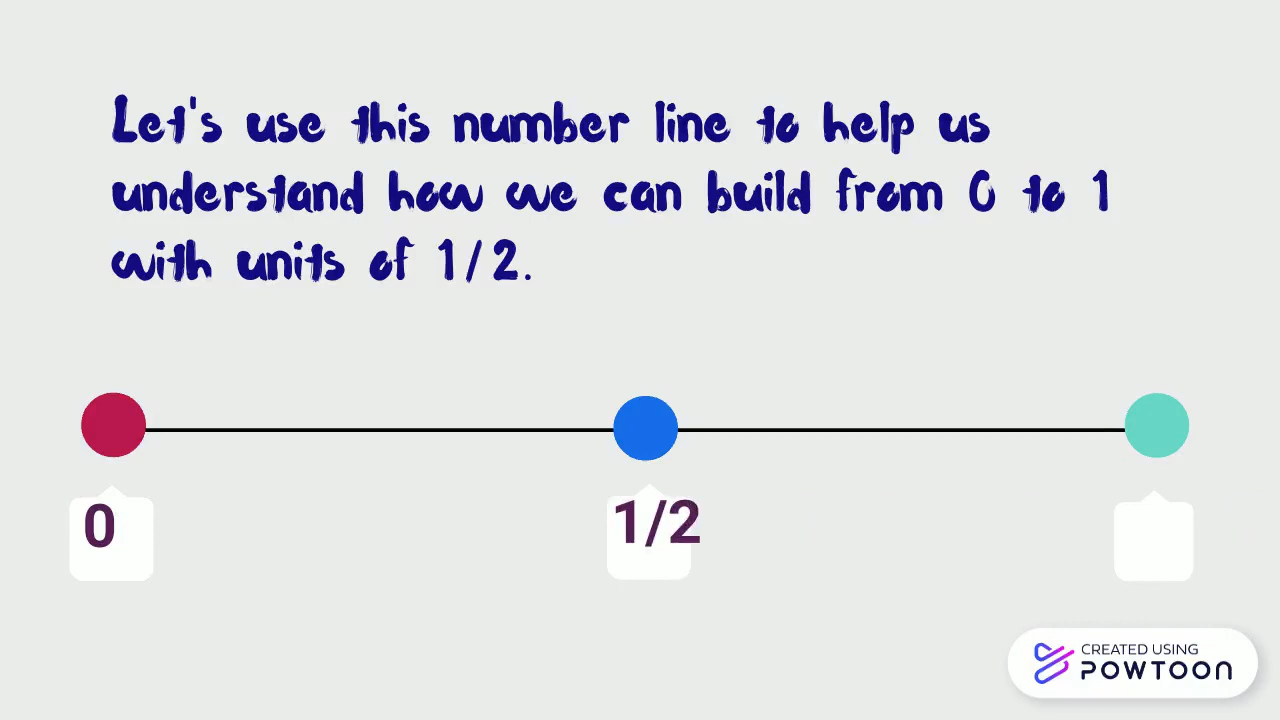 Let's use this number line to help us
understand how we can build from 0 to 1
with units of 1/2.
0
1/2
CREATED USING
POWTOON